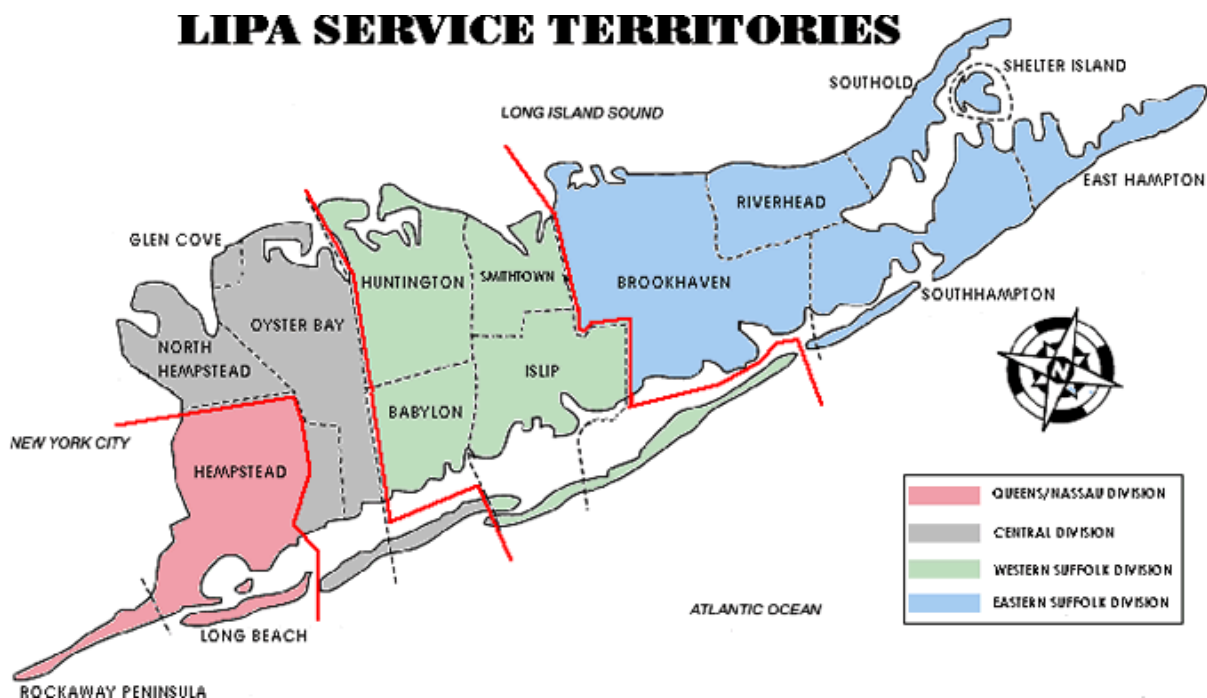 LIPA SERVICE TERRITORIES
SHELTER ISLAND
SOUTHOLD
LONG ISLAND SOUND
EAST HAMPTON
RIVERHEAD
GLEN COVE
HUNTINGTON
SMITHTOWN
BROOKHAVEN
SOUTHHAMPTON
OYSTER BAY
NORTH
HEMPSTEAD
ISLIP
N
BABYLON
NEW YORK CITY
HEMPSTEAD
QUEENS/NASSAU DIVISION
CENTRAL DIVISION
WESTERN SUFFOLK DIVISION
EASTERN SUFFOLK DIVISION
ATLANTIC OCEAN
LONG BEACH
ROCKAWAY PENINSULA